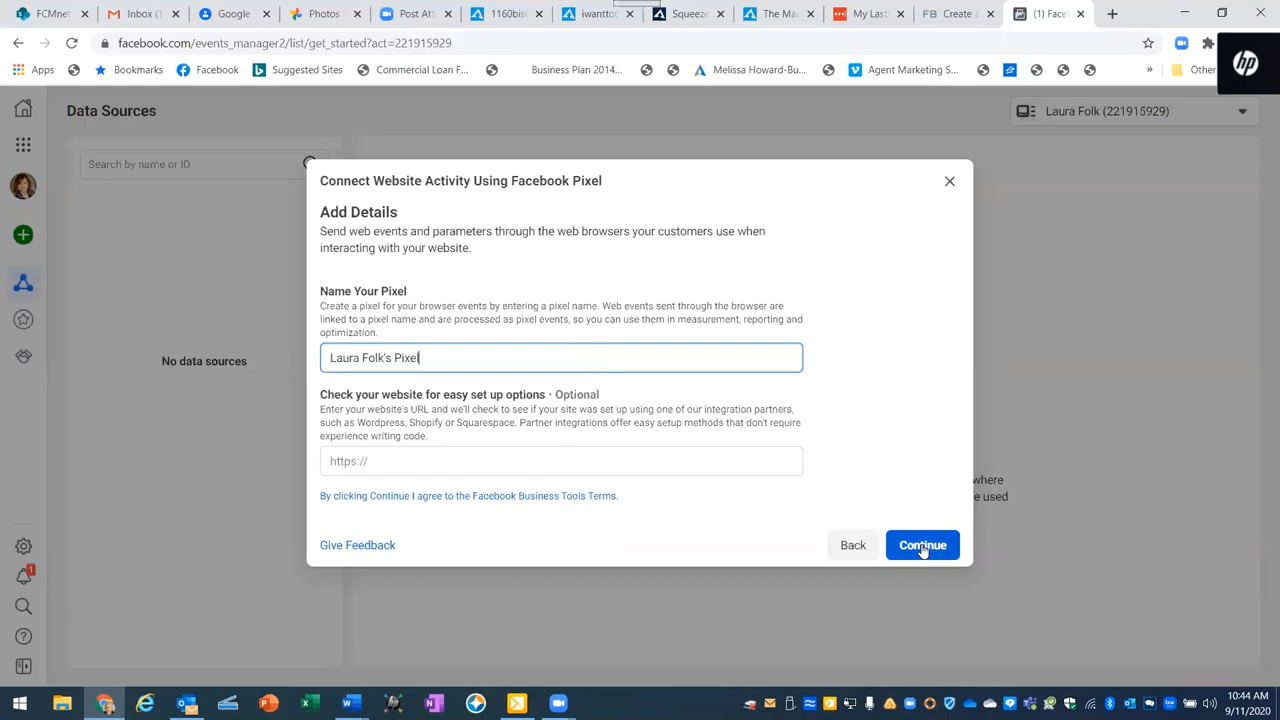 FCMnet
Inbox (1
Google
Photos
Post Att
1160bis
iwantto
Squeeze
The Mar
My Last
FB Create a
(1) Face
facebook.com/events_manager2/list/get_started?act=221915929
Apps
Bookmarks
Facebook
Suggested Sites
Commercial Loan F...
Business Plan 2014...
Melissa Howard-Bu...
Agent Marketing S...
»
Other
hp
Data Sources
Laura Folk (221915929)
Search by name or ID
Connect Website Activity Using Facebook Pixel
Add Details
Send web events and parameters through the web browsers your customers use when
interacting with your website.
Name Your Pixel
Create a pixel for your browser events by entering a pixel name. Web events sent through the browser are
linked to a pixel name and are processed as pixel events, so you can use them in measurement, reporting and
optimization.
Laura Folk's Pixel
No data sources
Check your website for easy set up options · Optional
Enter your website's URL and we'll check to see if your site was set up using one of our integration partners,
such as Wordpress, Shopify or Squarespace. Partner integrations offer easy setup methods that don't require
experience writing code.
https://
where
e used
By clicking Continue I agree to the Facebook Business Tools Terms.
Give Feedback
Back
Continue
1
10:44 AM
9/11/2020